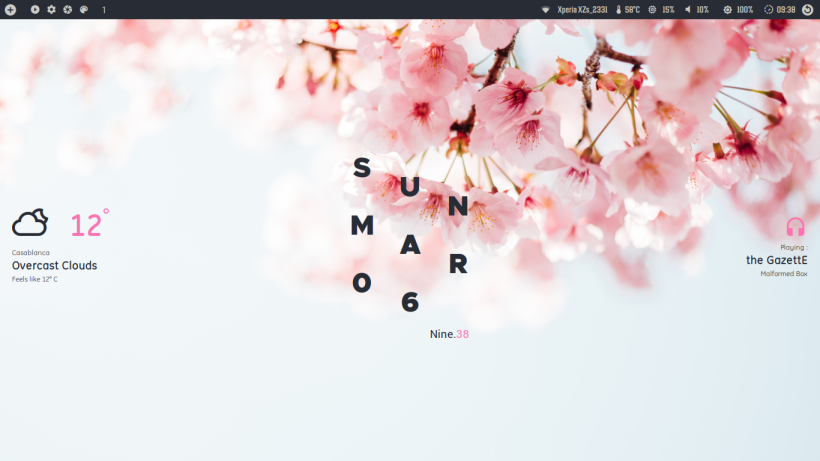 1 Xperia XZs_2331 58°C 15% 10% 100% 09:38
S U N
M A R
0 6
Nine.38
12°
Casablanca
Overcast Clouds
Feels like 12° C
Playing :
the GazettE
Malformed Box